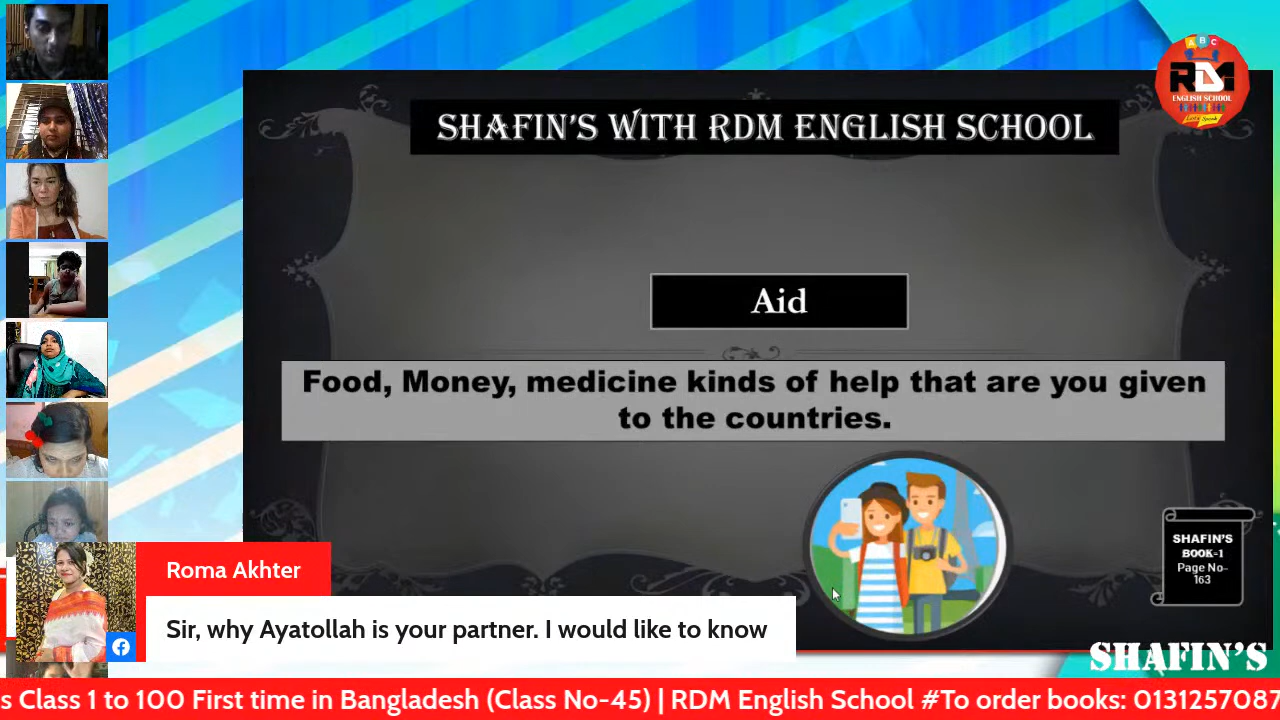 A B C
RDM
ENGLISH SCHOOL
Let's Speak
SHAFIN'S WITH RDM ENGLISH SCHOOL
Aid
Food, Money, medicine kinds of help that are you given
to the countries.
SHAFIN'S
BOOK=1
Page No-
163
Roma Akhter
Sir, why Ayatollah is your partner. I would like to know
SHAFIN'S
s Class 1 to 100 First time in Bangladesh (Class No-45) | RDM English School #To order books: 0131257087